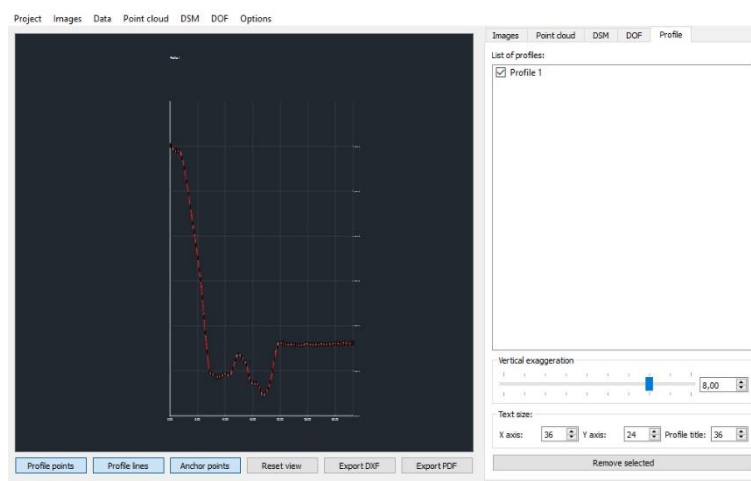 Project Images Data Point cloud DSM DOF Options
Images Point cloud DSM DOF Profile
List of profiles:
Profile 1
Vertical exaggeration
8,00
Text size:
X axis: 36 Y axis: 24 Profile title: 36
Remove selected
Profile points Profile lines Anchor points Reset view Export DXF Export PDF